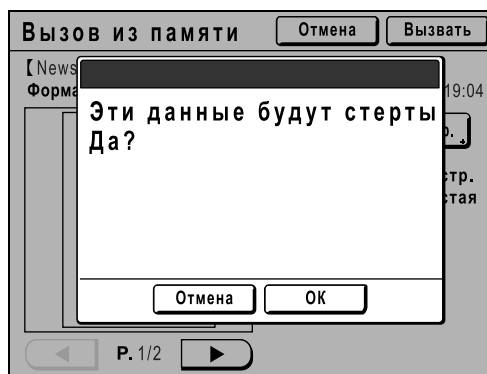 Вызов из памяти Отмена Вызвать
【News
Форма 19:04
Эти данные будут стерты
Да?
р.
стр.
стая
Отмена OK
P. 1/2